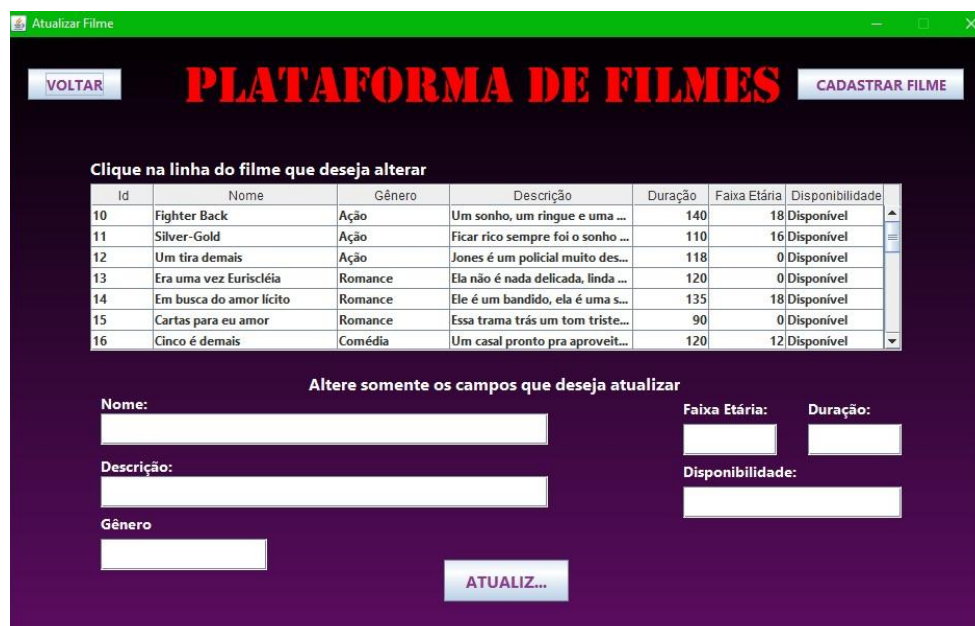 Atualizar Filme
VOLTAR
PLATAFORMA DE FILMES
CADASTRAR FILME
Clique na linha do filme que deseja alterar
Id Nome Gênero Descrição Duração Faixa Etária Disponibilidade
10 Fighter Back Ação Um sonho, um ringue e uma ... 140 18 Disponível
11 Silver-Gold Ação Ficar rico sempre foi o sonho ... 110 16 Disponível
12 Um tira demais Ação Jones é um policial muito des... 118 0 Disponível
13 Era uma vez Euriscléia Romance Ela não é nada delicada, linda ... 120 0 Disponível
14 Em busca do amor lícito Romance Ele é um bandido, ela é uma s... 135 18 Disponível
15 Cartas para eu amor Romance Essa trama trás um tom triste... 90 0 Disponível
16 Cinco é demais Comédia Um casal pronto pra aproveit... 120 12 Disponível
Altere somente os campos que deseja atualizar
Nome:
Faixa Etária: Duração:
Descrição:
Disponibilidade:
Gênero
ATUALIZ...